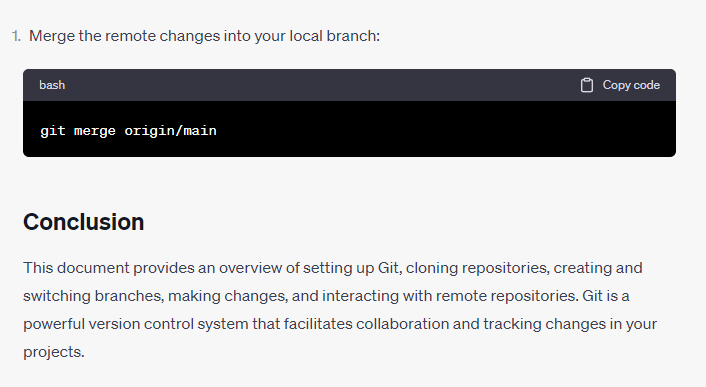 1. Merge the remote changes into your local branch:
bash Copy code
git merge origin/main
Conclusion
This document provides an overview of setting up Git, cloning repositories, creating and
switching branches, making changes, and interacting with remote repositories. Git is a
powerful version control system that facilitates collaboration and tracking changes in your
projects.